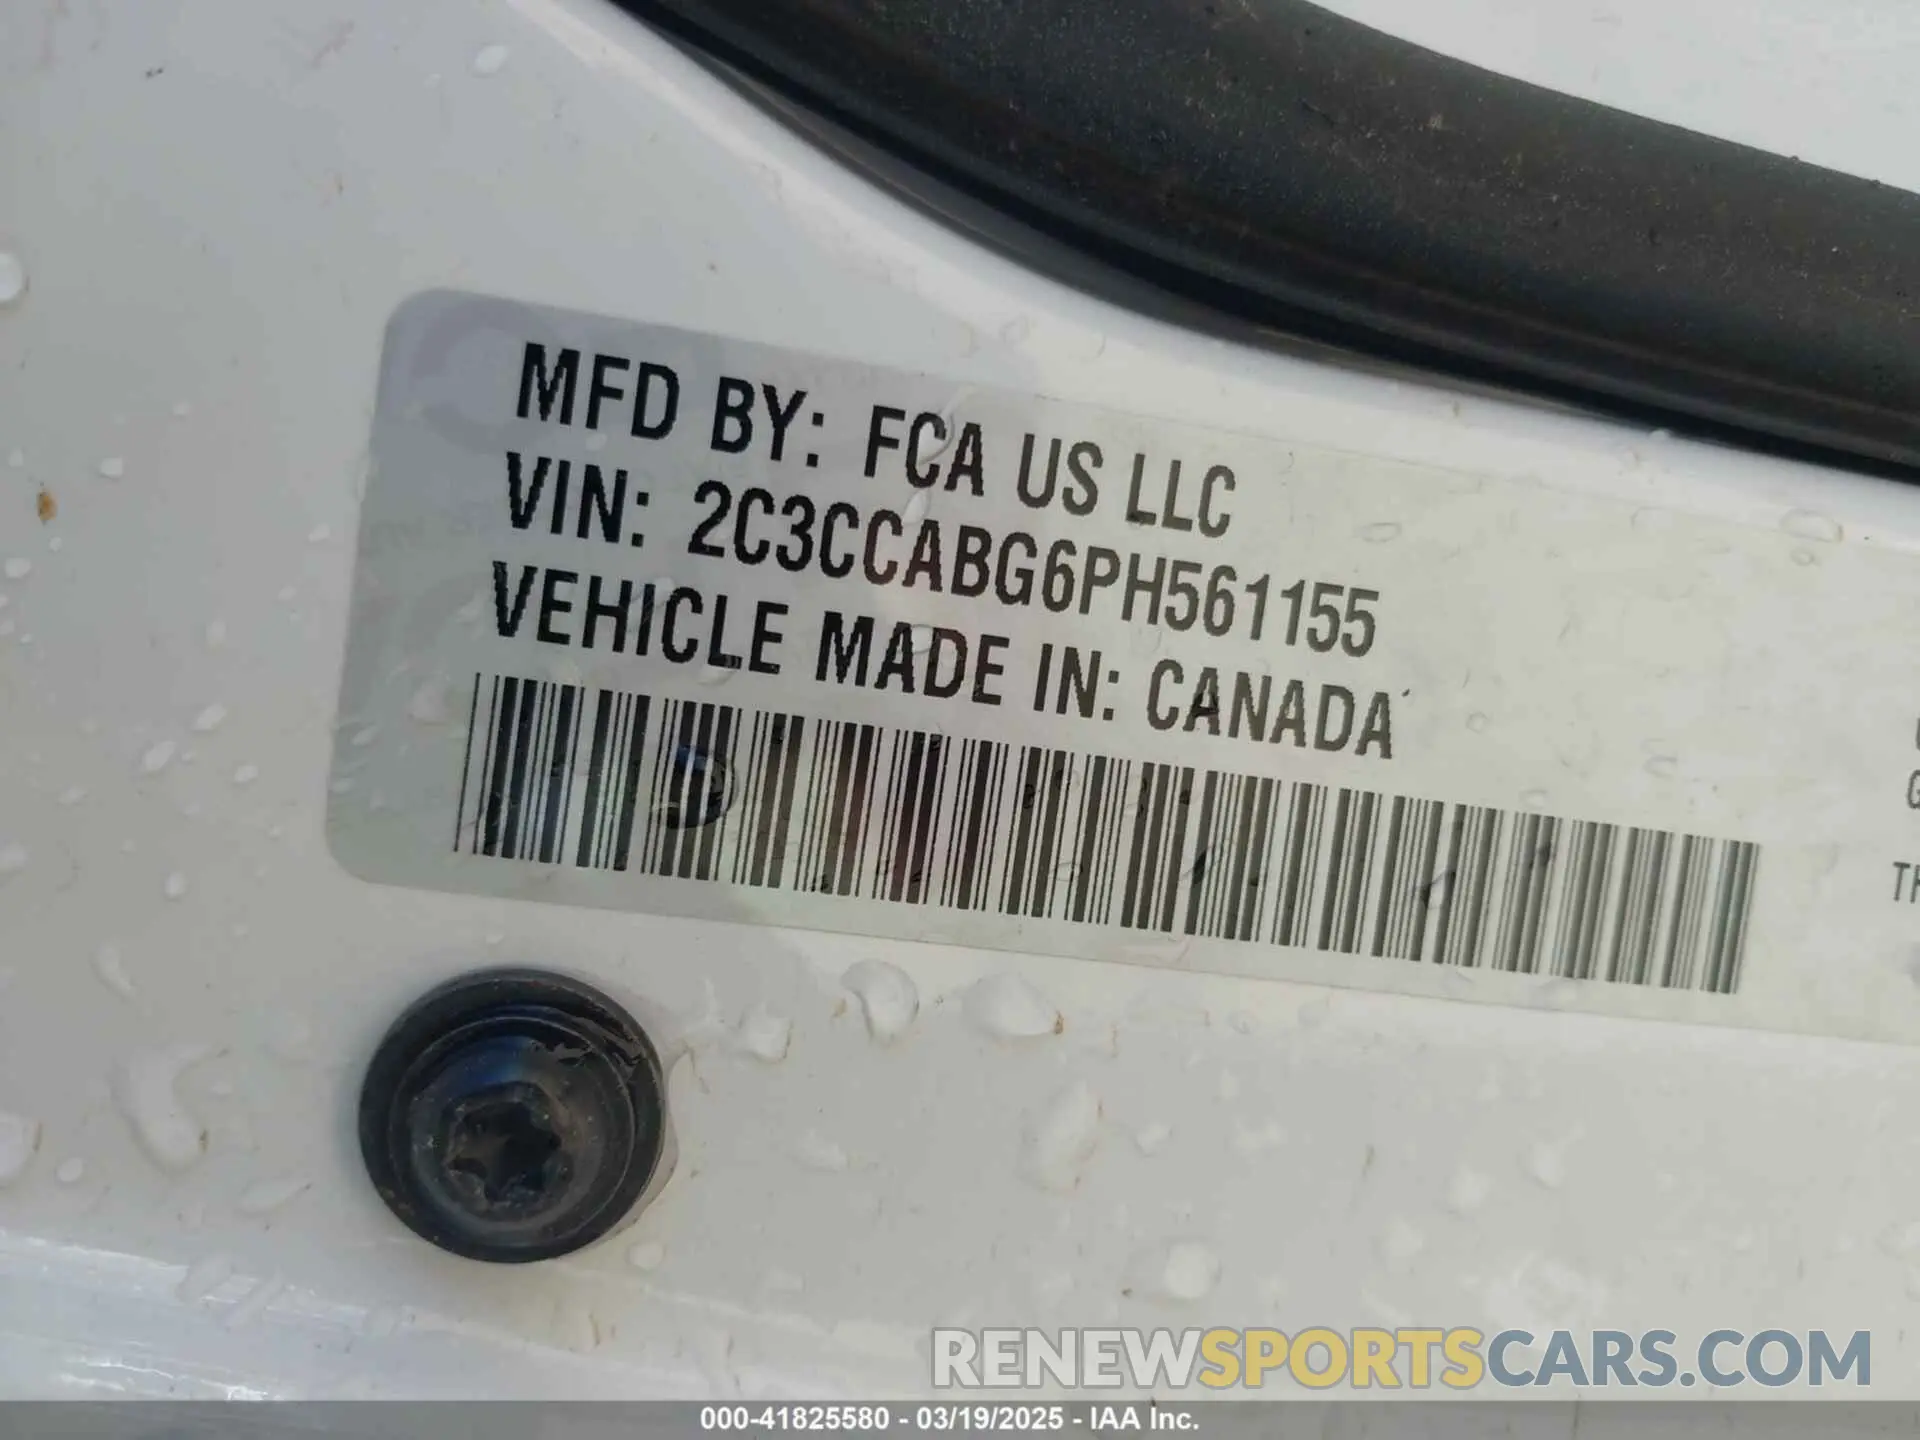 MFD BY: FCA US LLC
VIN: 2C3CCABG6PH561155
VEHICLE MADE IN: CANADA
RENEWSPORTSCARS.COM
000-41825580 - 03/19/2025 - IAA Inc.